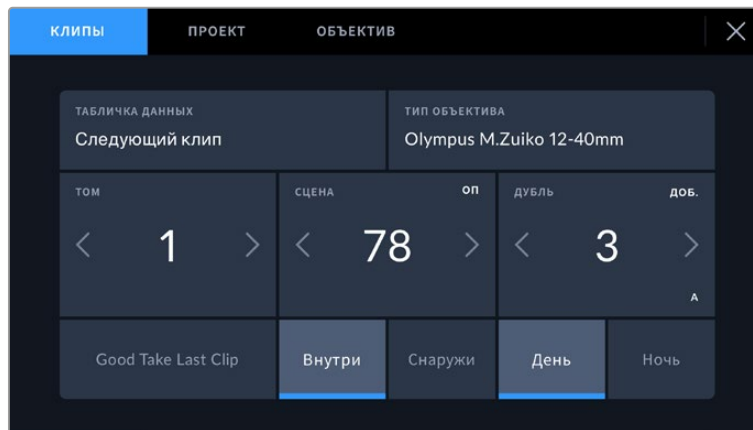 КЛИПЫ ПРОЕКТ ОБЪЕКТИВ
ТАБЛИЧКА ДАННЫХ ТИП ОБЪЕКТИВА
Следующий клип Olympus M.Zuiko 12-40mm
ТОМ СЦЕНА ОП ДУБЛЬ ДОБ.
1 78 3
А
Good Take Last Clip Внутри Снаружи День Ночь